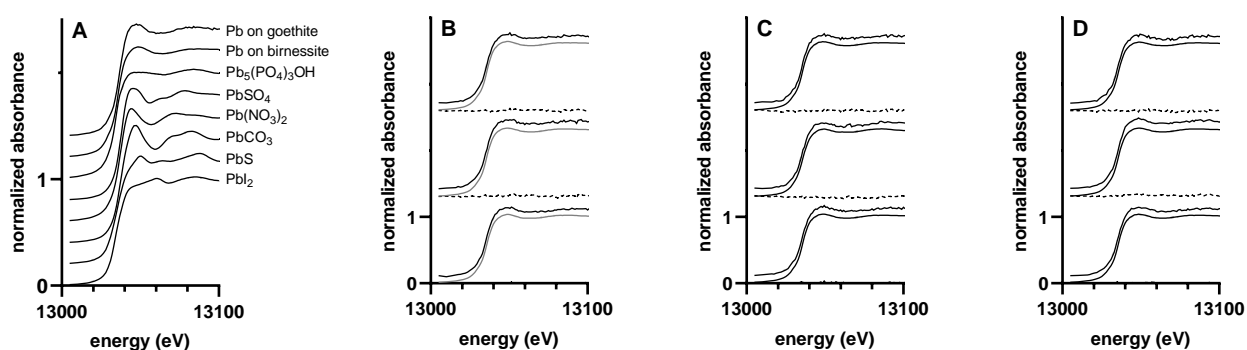 A
Pb on goethite
Pb on birnessite
Pb5(PO4)3OH
PbSO4
Pb(NO3)2
PbCO3
PbS
PbI2
normalized absorbance
1
0
13000
13100
energy (eV)
B
normalized absorbance
1
0
13000
13100
energy (eV)
C
normalized absorbance
1
0
13000
13100
energy (eV)
D
normalized absorbance
1
0
13000
13100
energy (eV)